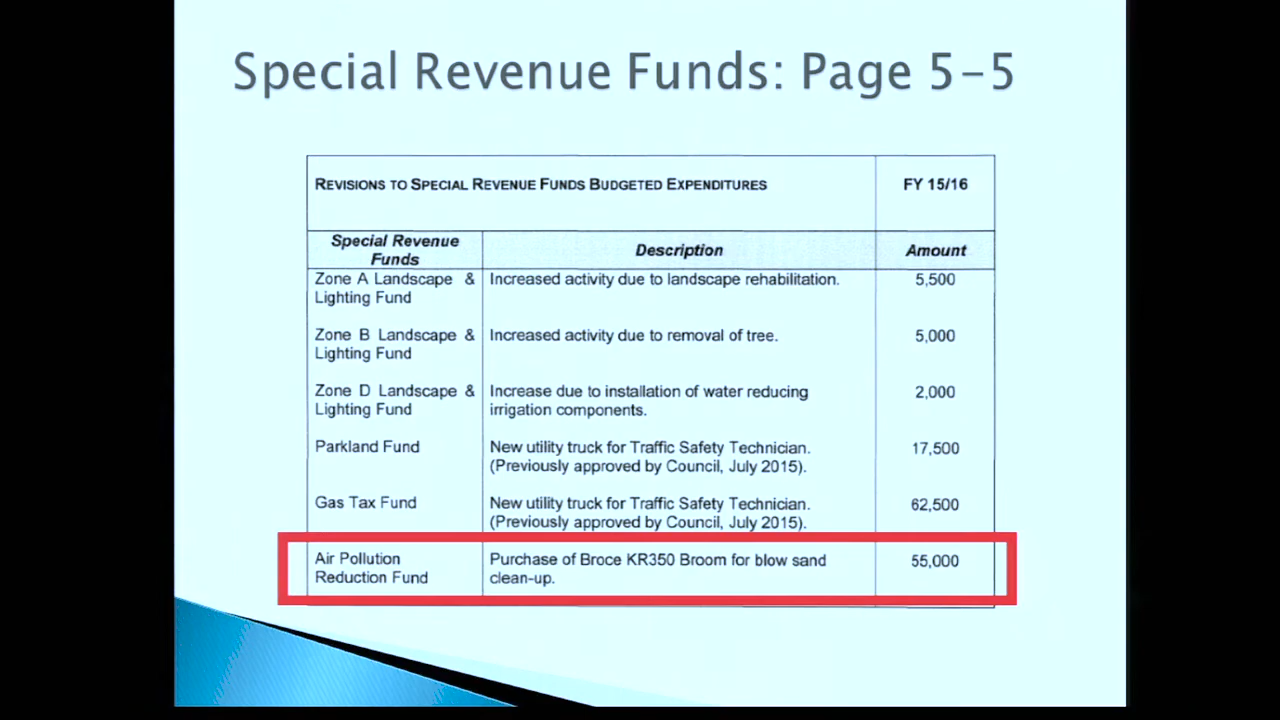 Special Revenue Funds: Page 5-5
REVISIONS TO SPECIAL REVENUE FUNDS BUDGETED EXPENDITURES
FY 15/16
Special Revenue
Funds
Description
Amount
Zone A Landscape &
Lighting Fund
Increased activity due to landscape rehabilitation.
5,500
Zone B Landscape &
Lighting Fund
Increased activity due to removal of tree.
5,000
Zone D Landscape &
Lighting Fund
Increase due to installation of water reducing
irrigation components.
2,000
Parkland Fund
New utility truck for Traffic Safety Technician.
(Previously approved by Council, July 2015).
17,500
Gas Tax Fund
New utility truck for Traffic Safety Technician.
(Previously approved by Council, July 2015).
62,500
Air Pollution
Reduction Fund
Purchase of Broce KR350 Broom for blow sand
clean-up.
55,000